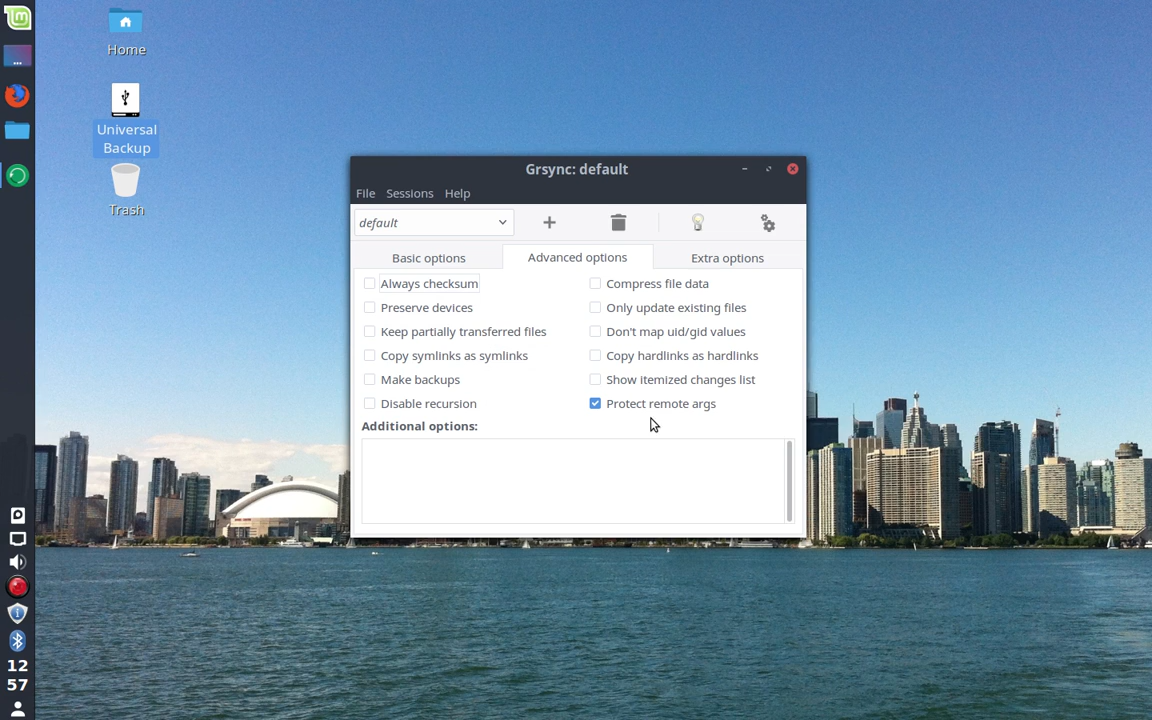 Home
Universal
Backup
Trash
12
57
Grsync: default
File Sessions Help
default
Basic options Advanced options Extra options
Always checksum Compress file data
Preserve devices Only update existing files
Keep partially transferred files Don't map uid/gid values
Copy symlinks as symlinks Copy hardlinks as hardlinks
Make backups Show itemized changes list
Disable recursion Protect remote args
Additional options: